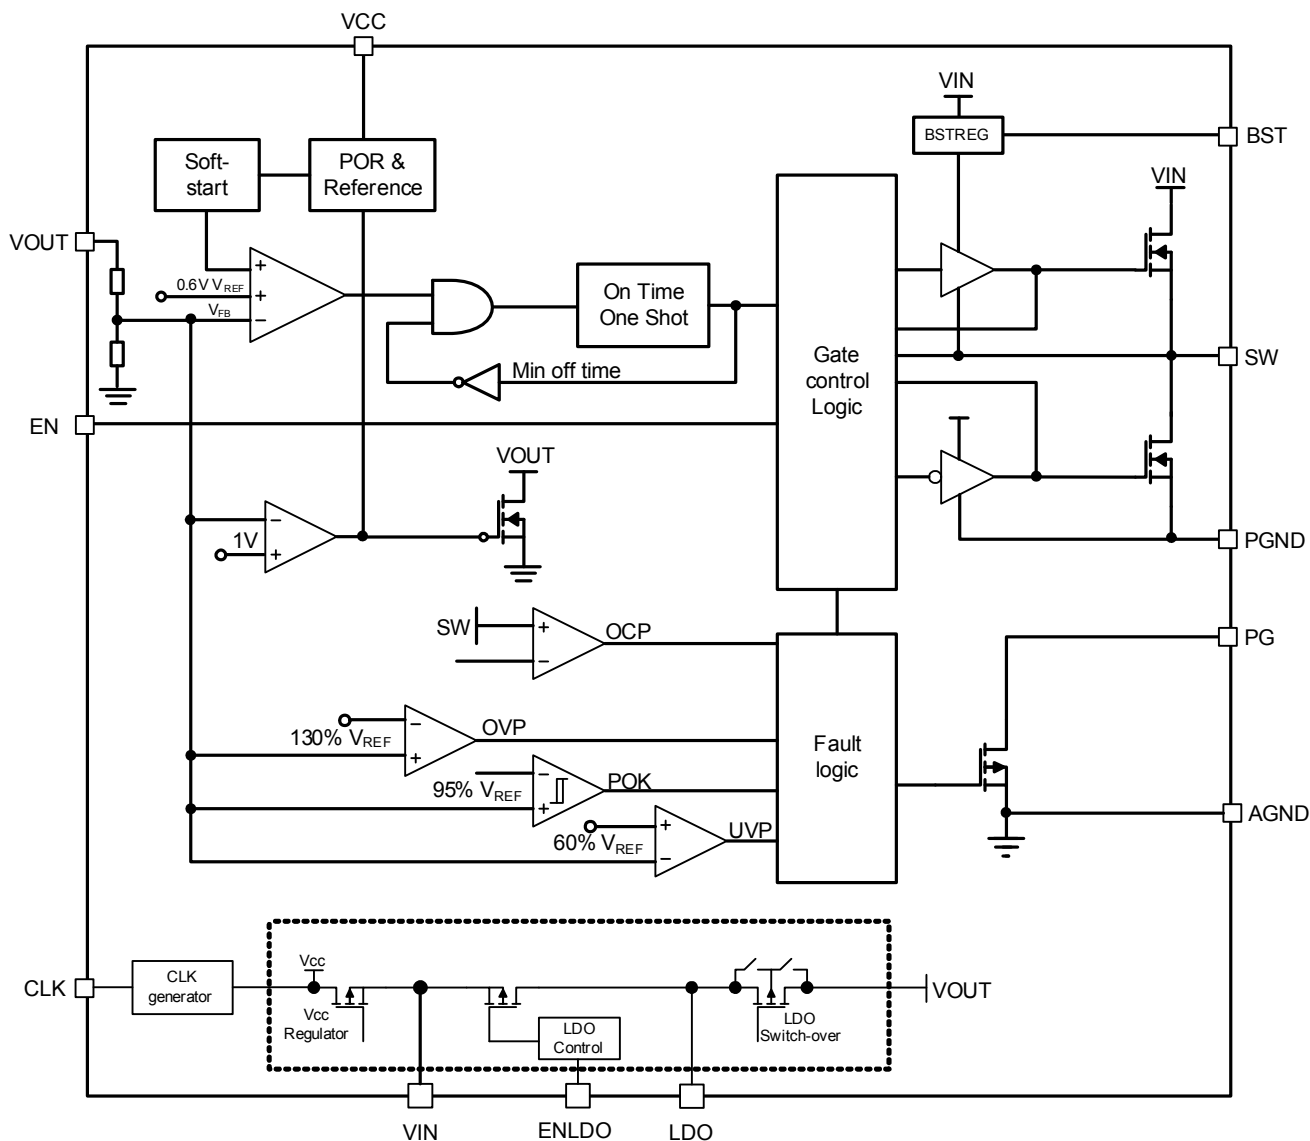 VCC
VIN
BSTREG
BST
Soft-
start
POR &
Reference
VIN
VOUT
+
0.6V VREF
+
VFB
−
On Time
One Shot
Min off time
Gate
control
Logic
SW
EN
VOUT
−
1V
+
PGND
SW
+
−
OCP
PG
130% VREF
−
+
OVP
Fault
logic
95% VREF
−
+
POK
60% VREF
+
−
UVP
AGND
CLK
CLK
generator
Vcc
Vcc
Regulator
LDO
Control
LDO
Switch-over
VOUT
VIN
ENLDO
LDO